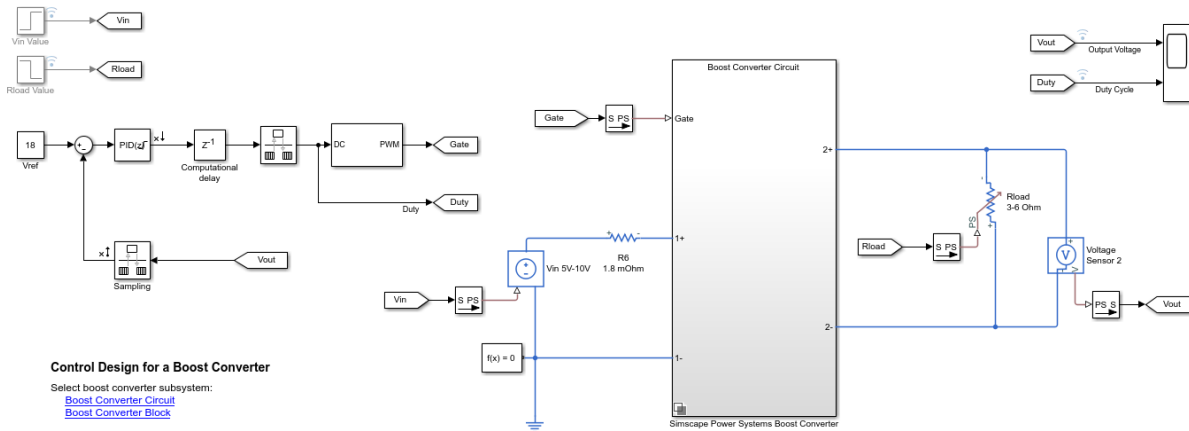 Vin Value
Vin
Rload Value
Rload
18
Vref
+
-
PID(z)
Z-1
Computational
delay
DC
PWM
Gate
Duty
Duty
Sampling
Vout
Gate
S PS
Boost Converter Circuit
Gate
1+
1-
2+
2-
Simscape Power Systems Boost Converter
Vin 5V-10V
+
-
R6
1.8 mOhm
Vin
S PS
f(x) = 0
Rload
S PS
PS
-
+
Rload
3-6 Ohm
+
V
-
V
Voltage
Sensor 2
PS S
Vout
Vout
Output Voltage
Duty
Duty Cycle
Control Design for a Boost Converter
Select boost converter subsystem:
Boost Converter Circuit
Boost Converter Block